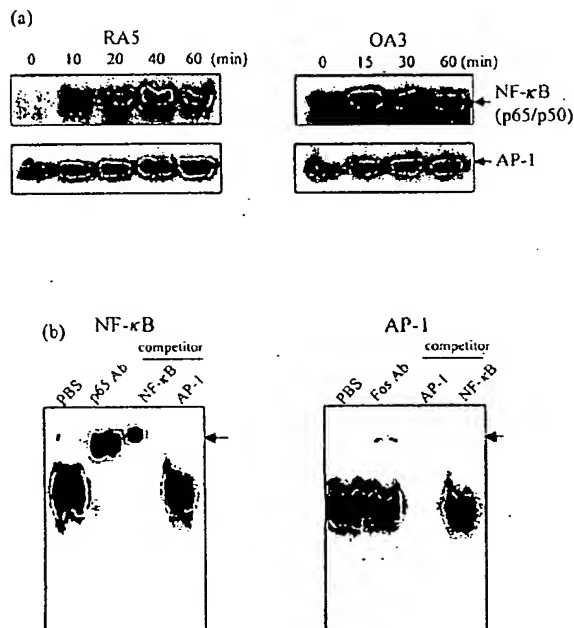 (a)
RA5
0 10 20 40 60 (min)
OA3
0 15 30 60 (min)
NF-κB
(p65/p50)
AP-1
(b)
NF-κB
competitor
PBS p65 Ab NF-κB AP-1
AP-1
competitor
PBS Fos Ab AP-1 NF-κB